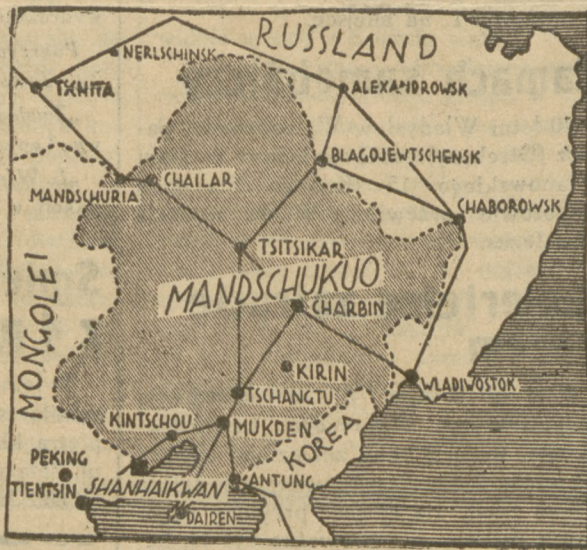 RUSSLAND
NERLSCHINSK
TSCHITA
ALEXANDROWSK
BLAGOJEWTSCHENSK
CHAILAR
MANDSCHURIA
CHABOROWSK
TSITSIKAR
MANDSCHUKUO
MONGOLEI
CHARBIN
KIRIN
WLADIWOSTOK
TSCHANGTU
KINTSCHOU
MUKDEN
KOREA
PEKING
TIENTSIN
SHANHAIKWAN
ANTUNG
DAIREN